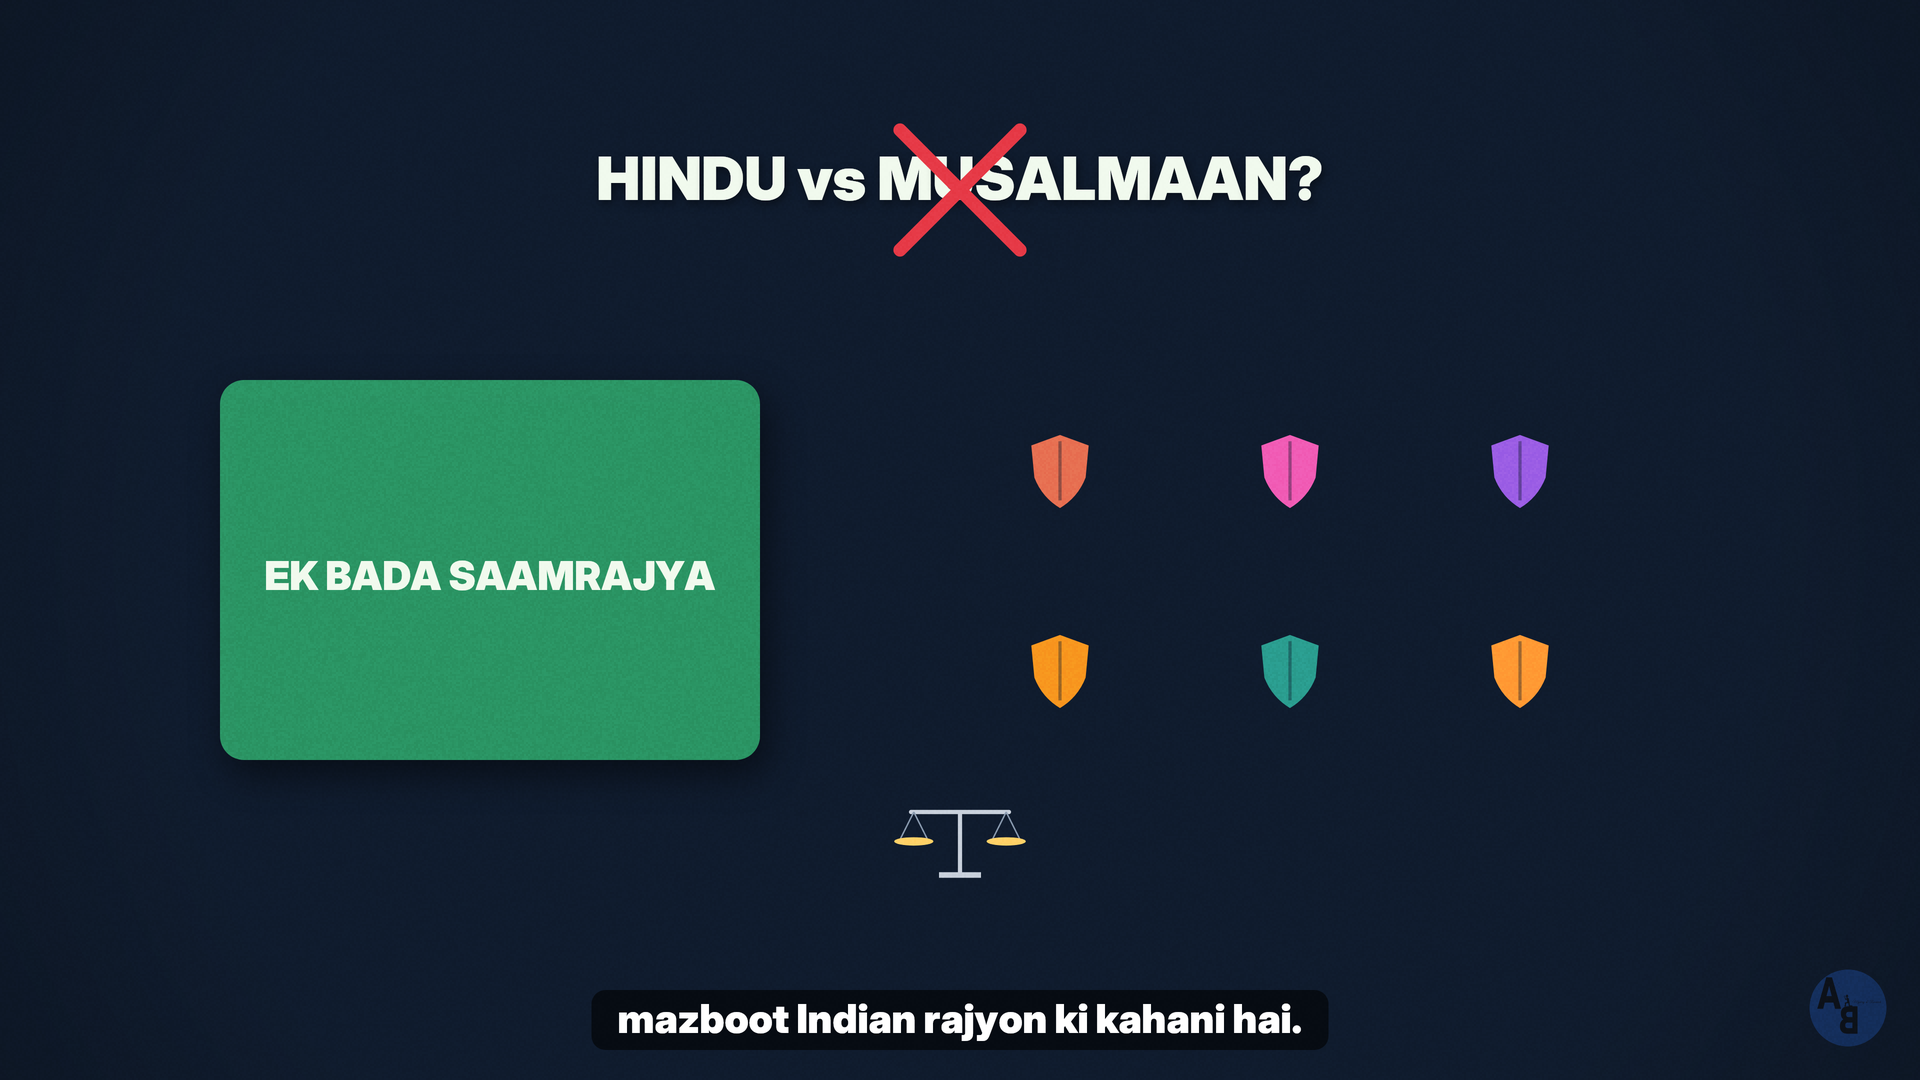 HINDU vs MUSALMAAN?
EK BADA SAAMRAJYA
mazboot Indian rajyon ki kahani hai.
A
B